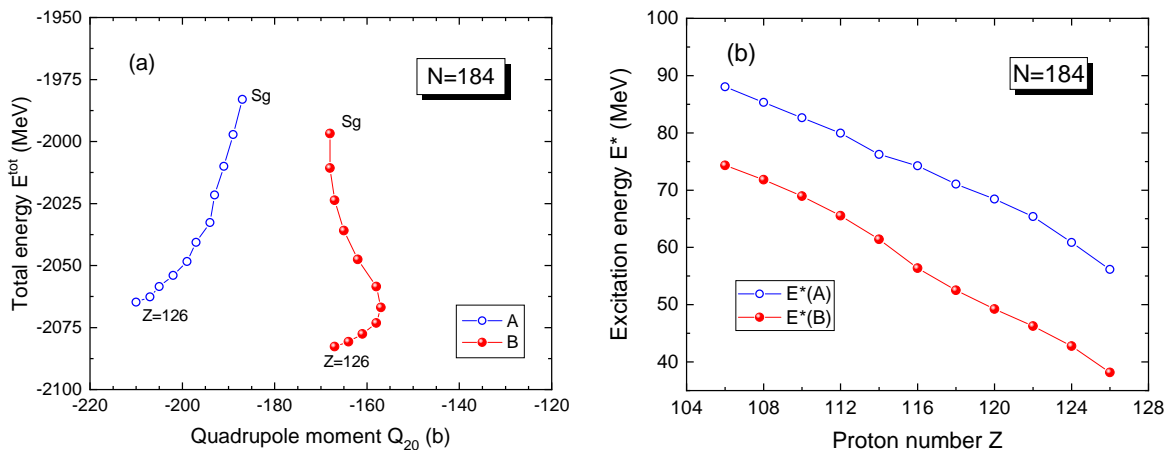 (a)
N=184
Sg
Sg
Z=126
Z=126
A
B
-1950
-1975
-2000
-2025
-2050
-2075
-2100
-220
-200
-180
-160
-140
-120
Total energy E^tot (MeV)
Quadrupole moment Q_20 (b)
(b)
N=184
E*(A)
E*(B)
100
90
80
70
60
50
40
104
108
112
116
120
124
128
Excitation energy E* (MeV)
Proton number Z